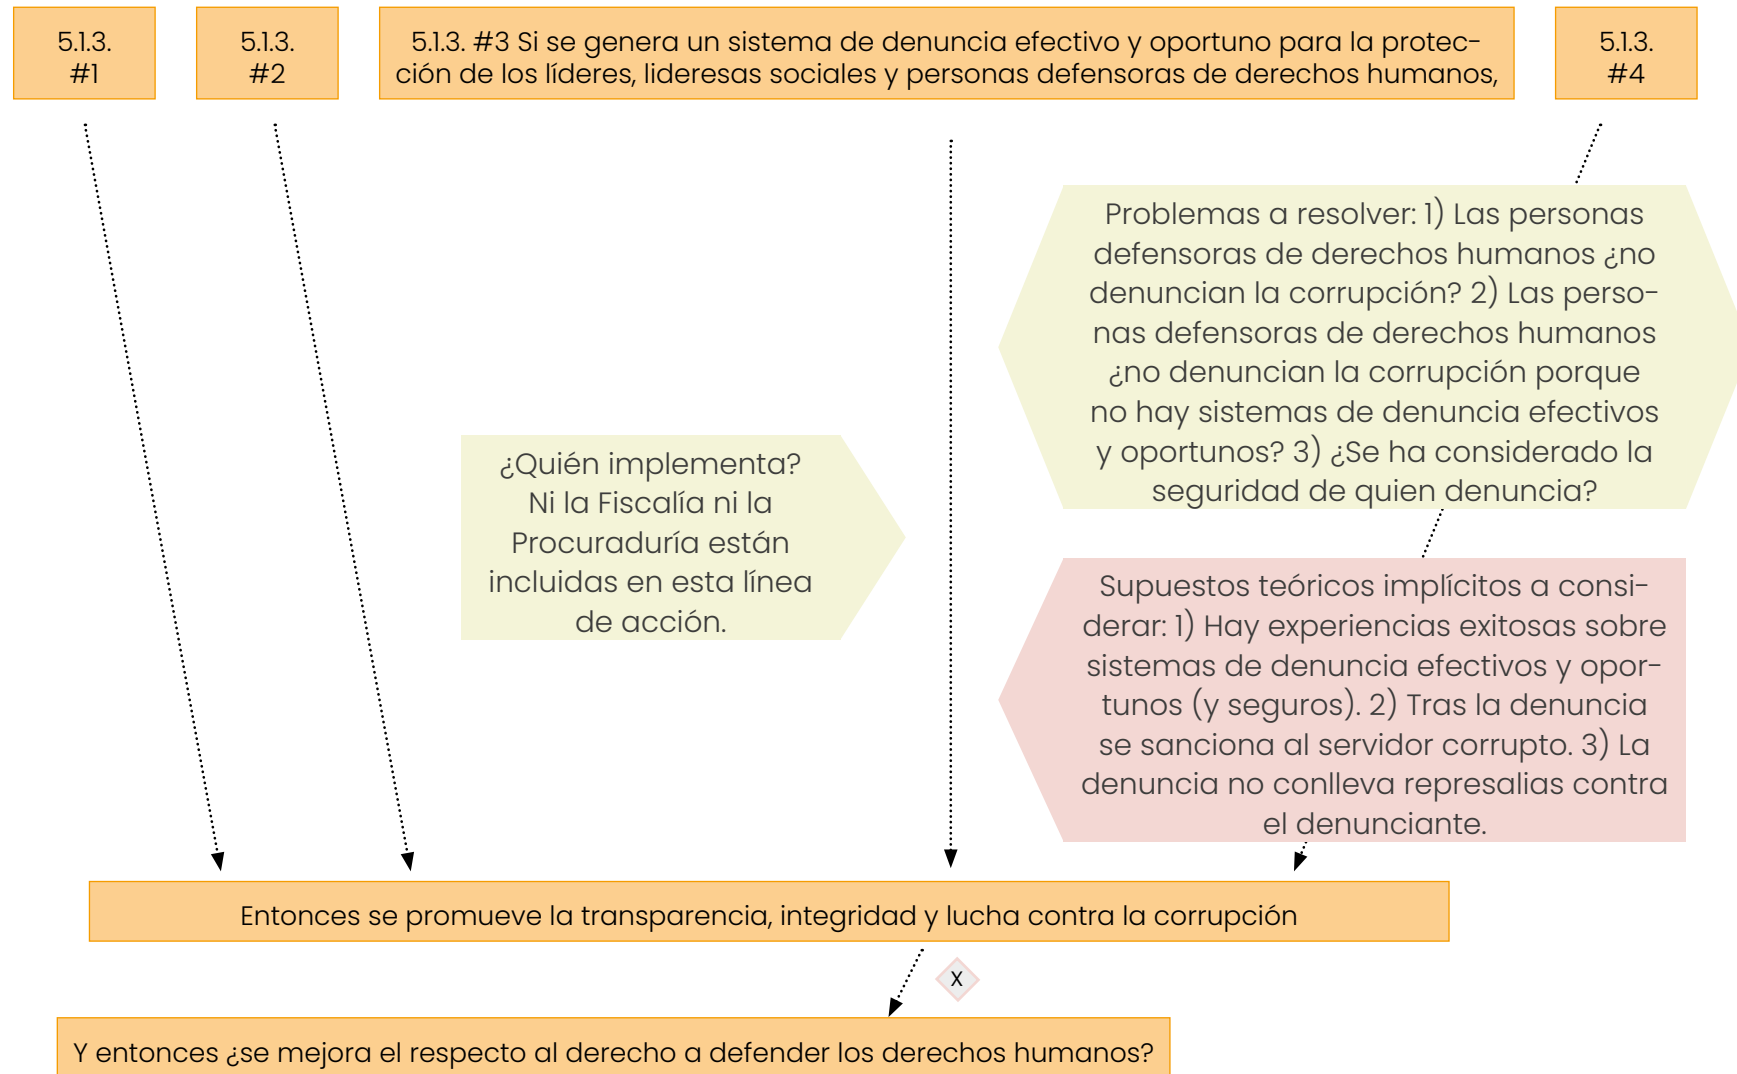 5.1.3.
#1
5.1.3.
#2
5.1.3. #3 Si se genera un sistema de denuncia efectivo y oportuno para la protec-
ción de los líderes, lideresas sociales y personas defensoras de derechos humanos,
5.1.3.
#4
Problemas a resolver: 1) Las personas
defensoras de derechos humanos ¿no
denuncian la corrupción? 2) Las perso-
nas defensoras de derechos humanos
¿no denuncian la corrupción porque
no hay sistemas de denuncia efectivos
y oportunos? 3) ¿Se ha considerado la
seguridad de quien denuncia?
¿Quién implementa?
Ni la Fiscalía ni la
Procuraduría están
incluidas en esta línea
de acción.
Supuestos teóricos implícitos a consi-
derar: 1) Hay experiencias exitosas sobre
sistemas de denuncia efectivos y opor-
tunos (y seguros). 2) Tras la denuncia
se sanciona al servidor corrupto. 3) La
denuncia no conlleva represalias contra
el denunciante.
Entonces se promueve la transparencia, integridad y lucha contra la corrupción
X
Y entonces ¿se mejora el respecto al derecho a defender los derechos humanos?